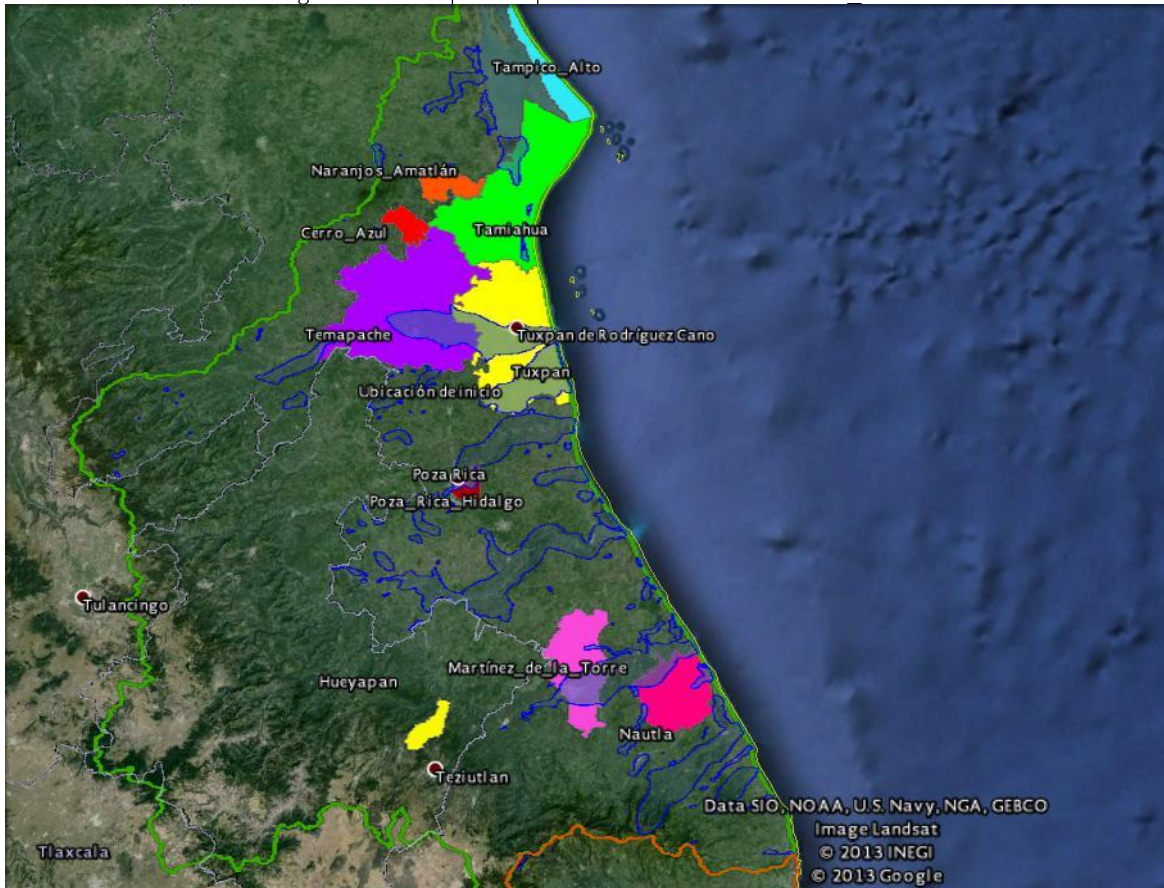 Tampico_Alto
Naranjos_Amatlán
Cerro_Azul
Tamiahua
Temapache
Tuxpan de Rodríguez Cano
Tuxpan
Ubicación de inicio
Poza Rica
Poza_Rica_Hidalgo
Tulancingo
Martínez_de_la_Torre
Hueyapan
Nautla
Teziutlan
Data SIO, NOAA, U.S. Navy, NGA, GEBCO
Image Landsat
© 2013 INEGI
© 2013 Google
Tlaxcala